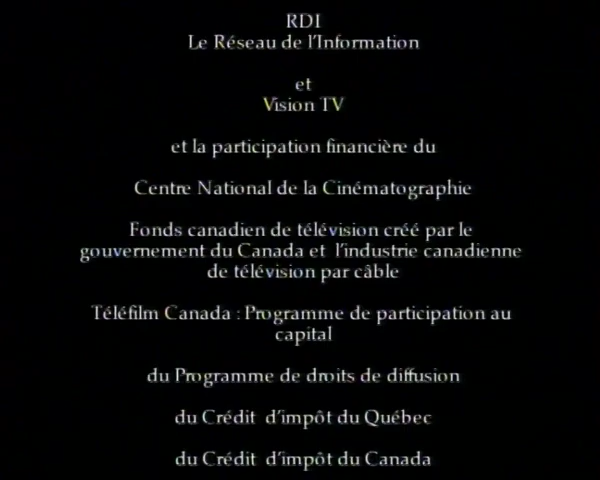 RDI
Le Réseau de l'Information
et
Vision TV
et la participation financière du
Centre National de la Cinématographie
Fonds canadien de télévision créé par le
gouvernement du Canada et l'industrie canadienne
de télévision par câble
Téléfilm Canada : Programme de participation au
capital
du Programme de droits de diffusion
du Crédit d'impôt du Québec
du Crédit d'impôt du Canada